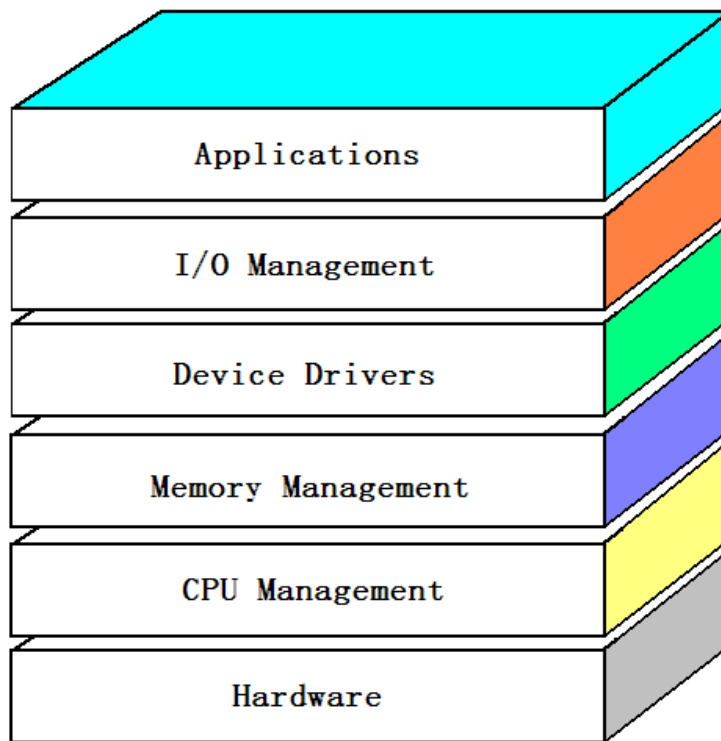 Applications
I/O Management
Device Drivers
Memory Management
CPU Management
Hardware